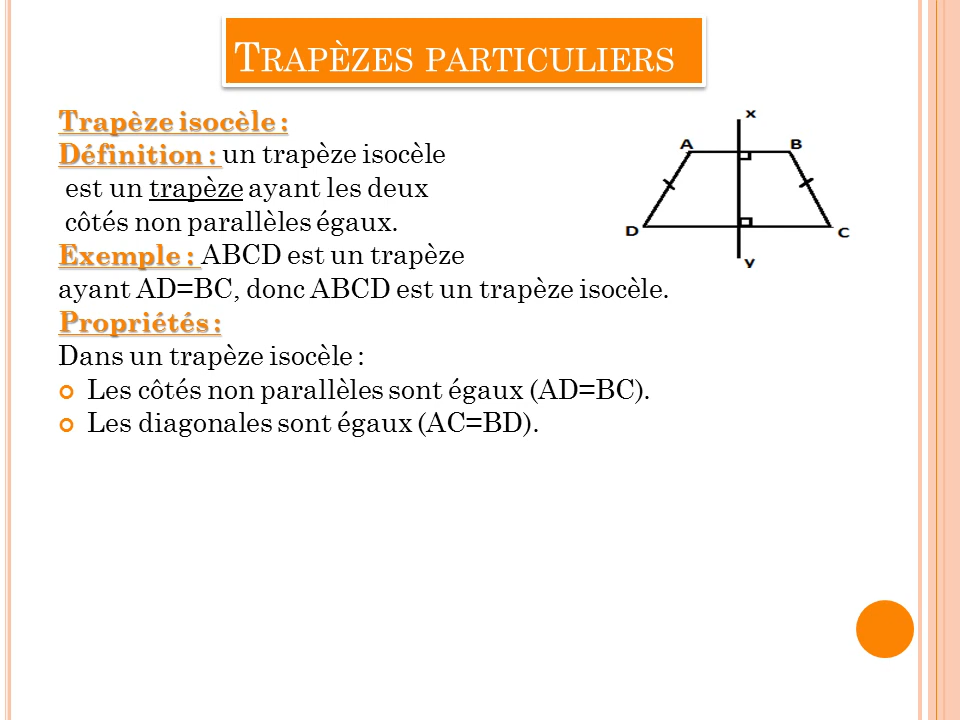 TRAPÈZES PARTICULIERS
Trapèze isocèle :
Définition : un trapèze isocèle
est un trapèze ayant les deux
côtés non parallèles égaux.
Exemple : ABCD est un trapèze
ayant AD=BC, donc ABCD est un trapèze isocèle.
Propriétés :
Dans un trapèze isocèle :
Les côtés non parallèles sont égaux (AD=BC).
Les diagonales sont égaux (AC=BD).
x
A B
D C
y